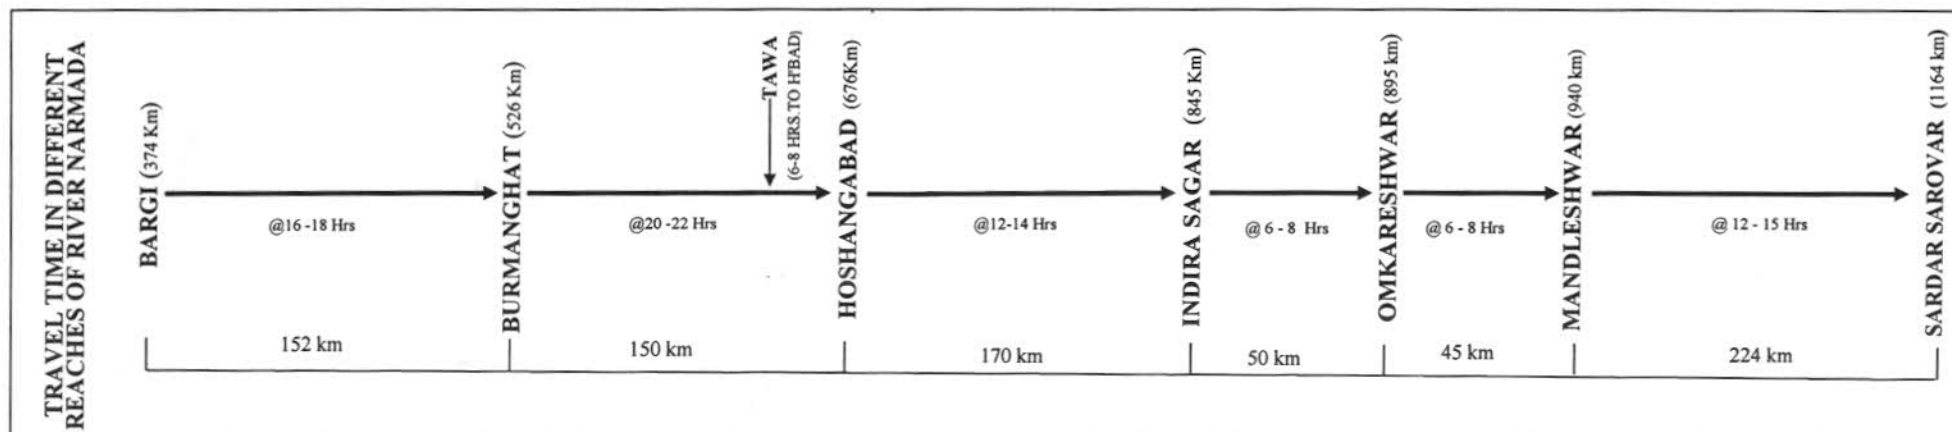 TRAVEL TIME IN DIFFERENT
REACHES OF RIVER NARMADA
BARGI (374 Km)
@16 -18 Hrs
152 km
BURMANGHAT (526 Km)
@20 -22 Hrs
150 km
TAWA
(6-8 HRS.TO H'BAD)
HOSHANGABAD (676Km)
@12-14 Hrs
170 km
INDIRA SAGAR (845 Km)
@ 6 - 8 Hrs
50 km
OMKARESHWAR (895 km)
@ 6 - 8 Hrs
45 km
MANDLESHWAR (940 km)
@ 12 - 15 Hrs
224 km
SARDAR SAROVAR (1164 km)